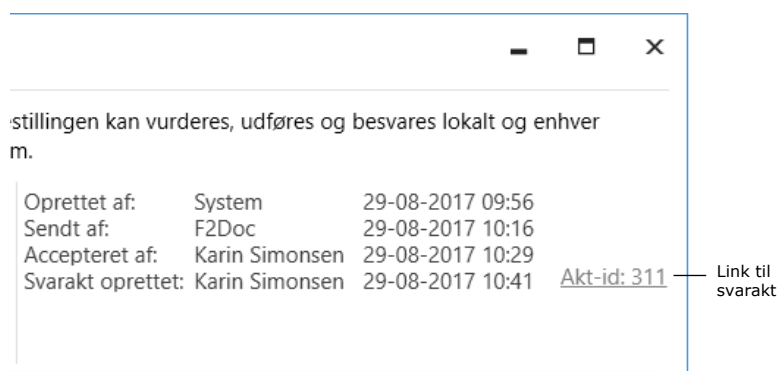 stillingen kan vurderes, udføres og besvares lokalt og enhver
m.
Oprettet af: System 29-08-2017 09:56
Sendt af: F2Doc 29-08-2017 10:16
Accepteret af: Karin Simonsen 29-08-2017 10:29
Svarakt oprettet: Karin Simonsen 29-08-2017 10:41 Akt-id: 311
Link til
svarakt